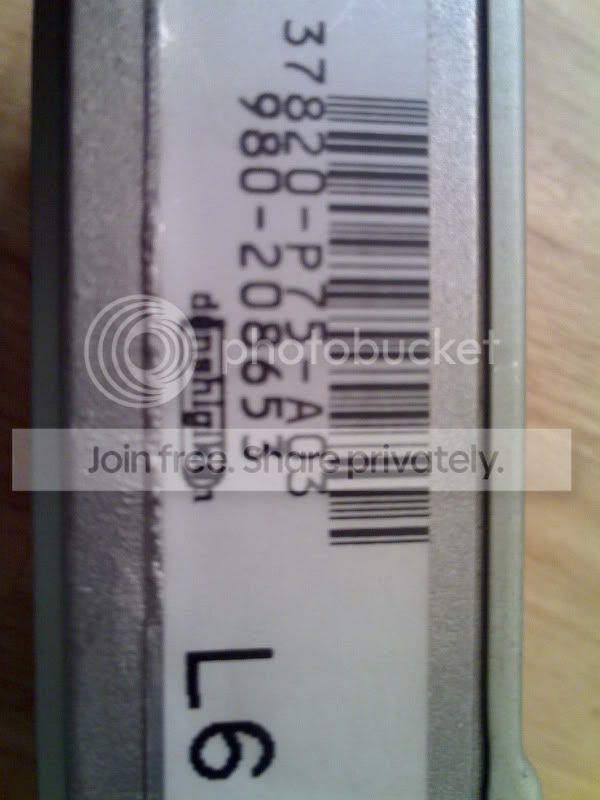 37820-P75-A03
980-208653
L6
photobucket
Join free. Share privately.